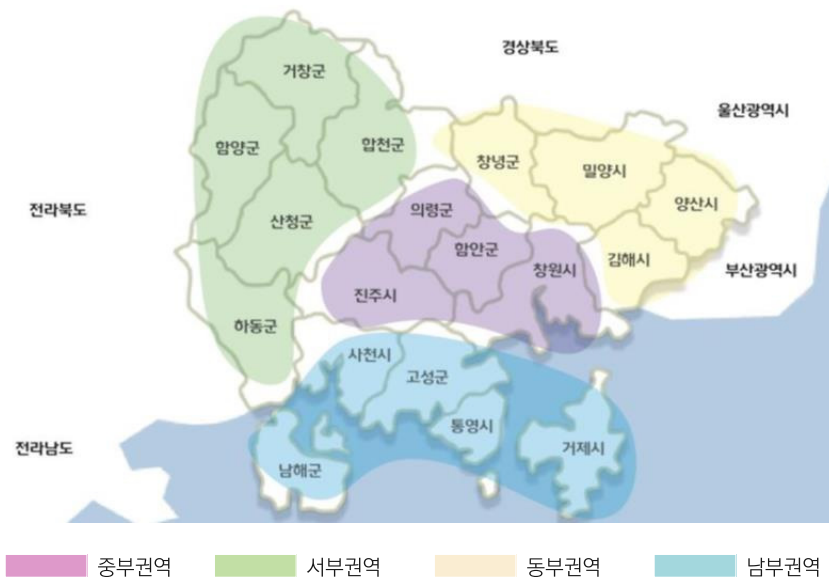 경상북도
거창군
울산광역시
함양군
합천군
창녕군
밀양시
양산시
전라북도
산청군
의령군
함안군
창원시
김해시
부산광역시
진주시
하동군
사천시
고성군
통영시
거제시
전라남도
남해군
중부권역
서부권역
동부권역
남부권역